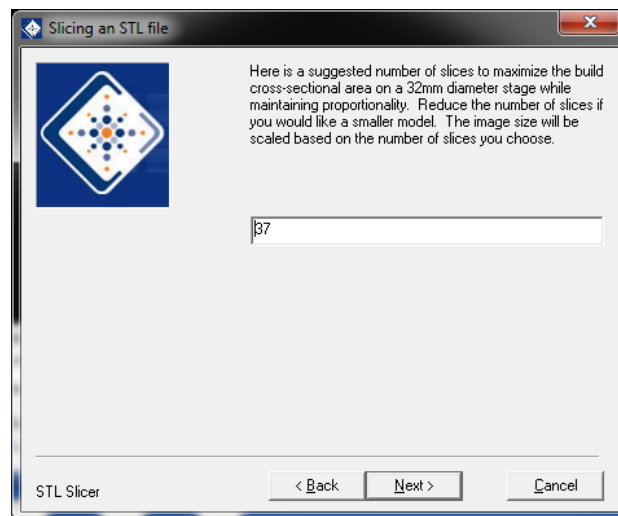 Slicing an STL file
Here is a suggested number of slices to maximize the build
cross-sectional area on a 32mm diameter stage while
maintaining proportionality.  Reduce the number of slices if
you would like a smaller model.  The image size will be
scaled based on the number of slices you choose.
37
STL Slicer
< Back
Next >
Cancel